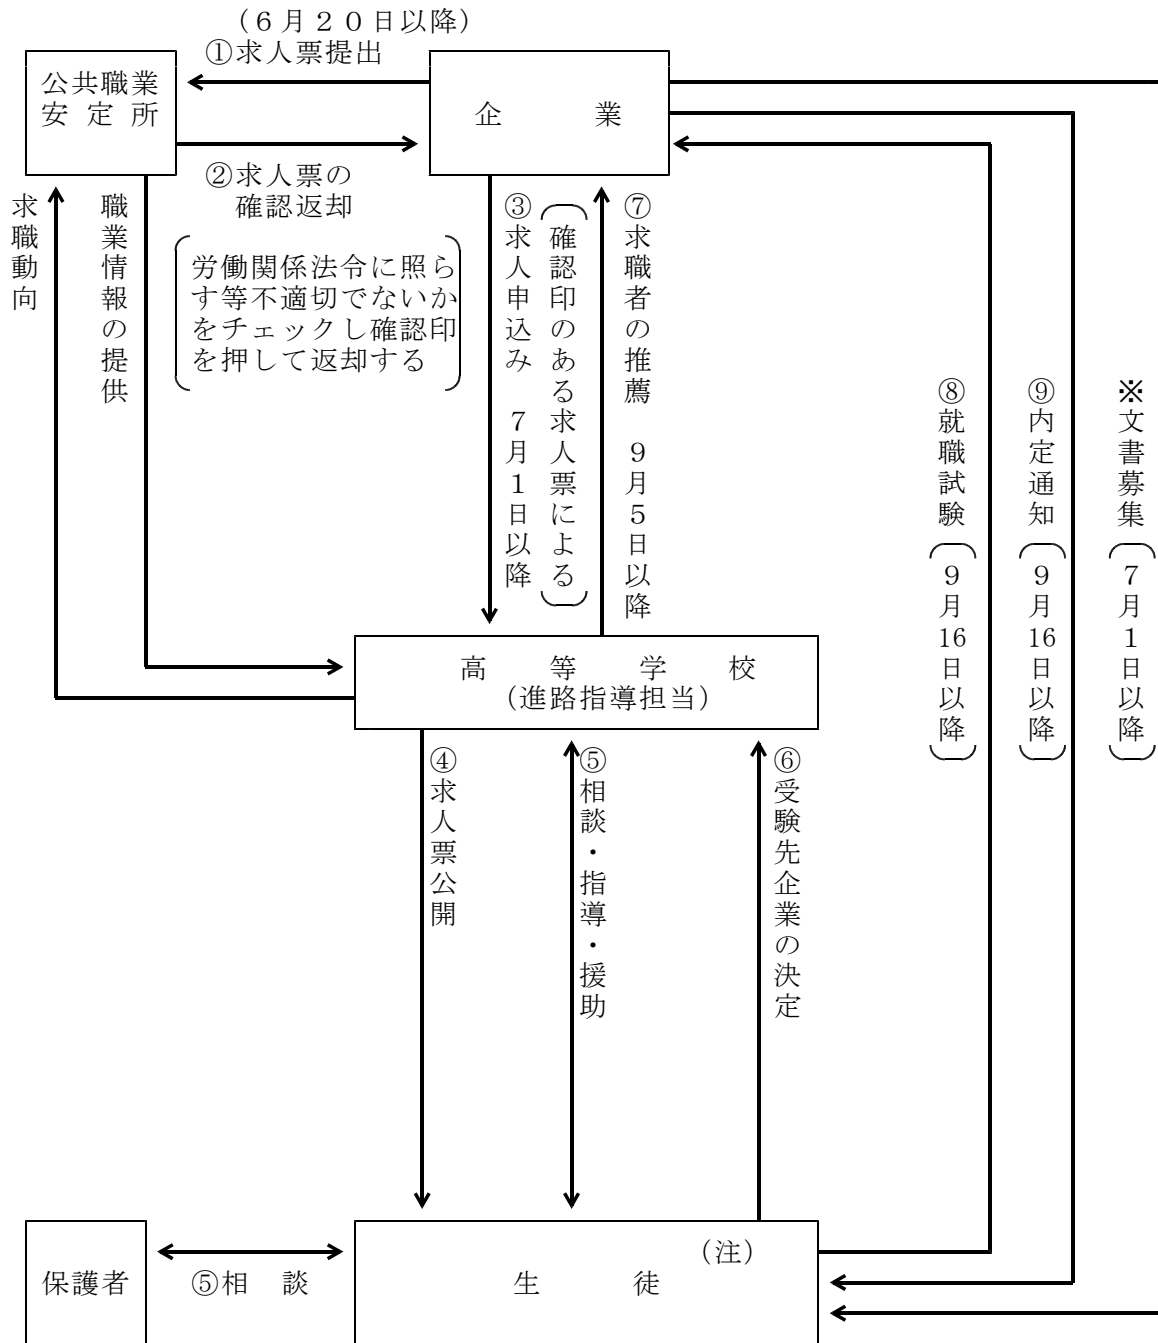 （６月２０日以降）
①求人票提出
公共職業
安定所
企業
②求人票の
確認返却
労働関係法令に照ら
す等不適切でないか
をチェックし確認印
を押して返却する
求職動向
職業情報の提供
③求人申込み　７月１日以降
確認印のある求人票による
⑦求職者の推薦　９月５日以降
⑧就職試験（９月16日以降）
⑨内定通知（９月16日以降）
※文書募集（７月１日以降）
高等学校
（進路指導担当）
④求人票公開
⑤相談・指導・援助
⑥受験先企業の決定
保護者
⑤相　談
（注）
生徒